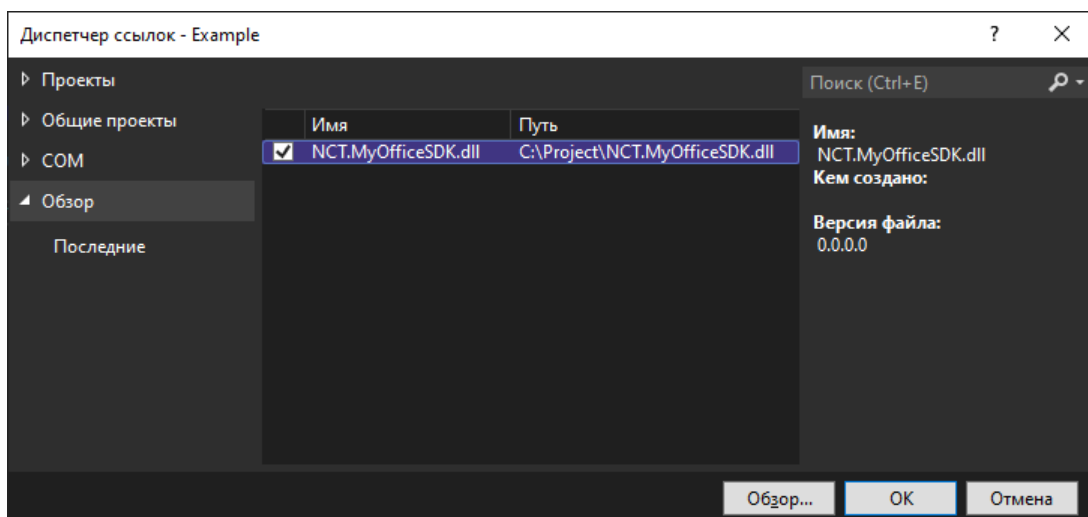 Диспетчер ссылок - Example
?
Проекты
Общие проекты
COM
Обзор
Последние
Имя Путь
NCT.MyOfficeSDK.dll C:\Project\NCT.MyOfficeSDK.dll
Поиск (Ctrl+E)
Имя:
NCT.MyOfficeSDK.dll
Кем создано:
Версия файла:
0.0.0.0
Обзор... OK Отмена